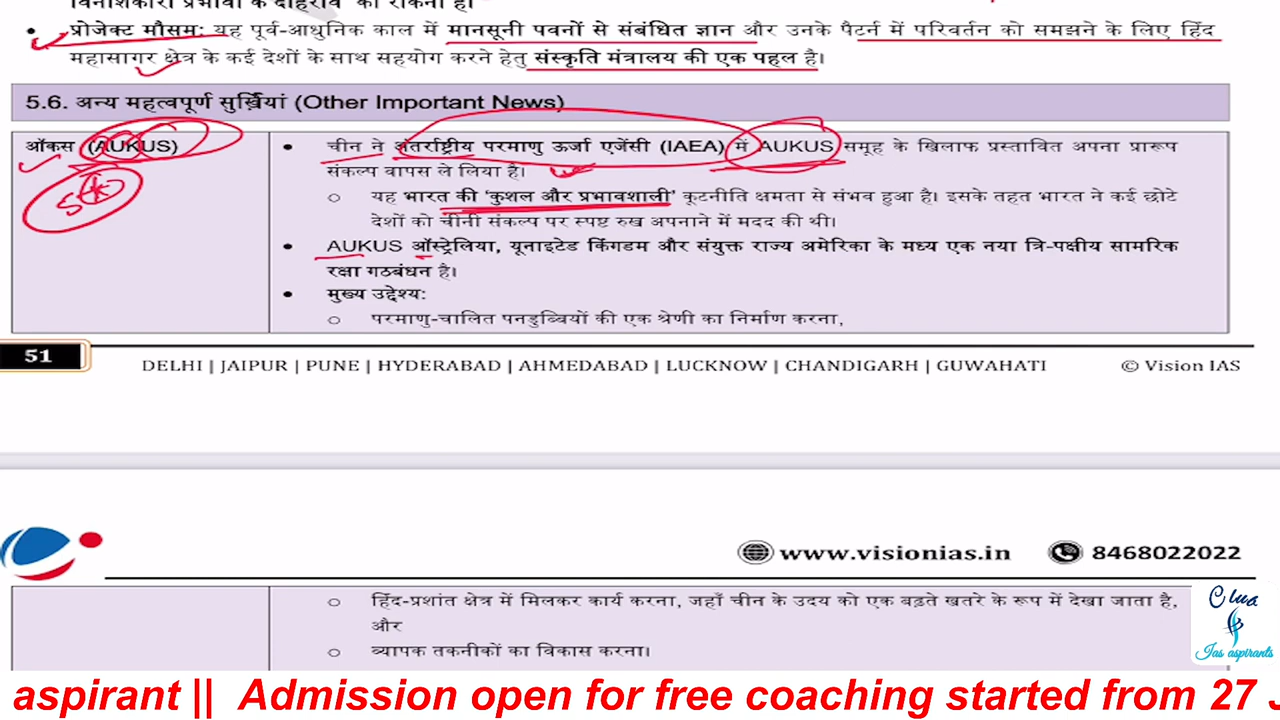 विनाशकारी प्रभावों के दोहराव को रोकना है।
• प्रोजेक्ट मौसम: यह पूर्व-आधुनिक काल में मानसूनी पवनों से संबंधित ज्ञान और उनके पैटर्न में परिवर्तन को समझने के लिए हिंद
महासागर क्षेत्र के कई देशों के साथ सहयोग करने हेतु संस्कृति मंत्रालय की एक पहल है।
5.6. अन्य महत्वपूर्ण सुर्ख़ियां (Other Important News)
ऑकस (AUKUS)
• चीन ने अंतर्राष्ट्रीय परमाणु ऊर्जा एजेंसी (IAEA) में AUKUS समूह के खिलाफ प्रस्तावित अपना प्रारूप
संकल्प वापस ले लिया है।
○ यह भारत की 'कुशल और प्रभावशाली' कूटनीति क्षमता से संभव हुआ है। इसके तहत भारत ने कई छोटे
देशों को चीनी संकल्प पर स्पष्ट रुख अपनाने में मदद की थी।
• AUKUS ऑस्ट्रेलिया, यूनाइटेड किंगडम और संयुक्त राज्य अमेरिका के मध्य एक नया त्रि-पक्षीय सामरिक
रक्षा गठबंधन है।
• मुख्य उद्देश्य:
○ परमाणु-चालित पनडुब्बियों की एक श्रेणी का निर्माण करना,
51
DELHI | JAIPUR | PUNE | HYDERABAD | AHMEDABAD | LUCKNOW | CHANDIGARH | GUWAHATI
© Vision IAS
www.visionias.in
8468022022
○ हिंद-प्रशांत क्षेत्र में मिलकर कार्य करना, जहाँ चीन के उदय को एक बढ़ते खतरे के रूप में देखा जाता है,
और
○ व्यापक तकनीकों का विकास करना।
Ias aspirants
aspirant || Admission open for free coaching started from 27 J